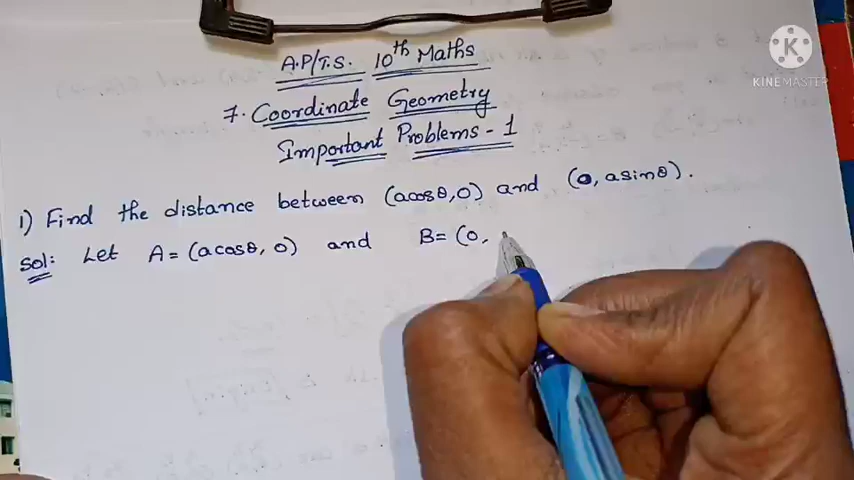 A.P/T.S. 10th Maths
7. Coordinate Geometry
Important Problems - 1
1) Find the distance between (acosθ, 0) and (0, asinθ).
Sol: Let A = (acosθ, 0) and B = (0,
KINEMASTER